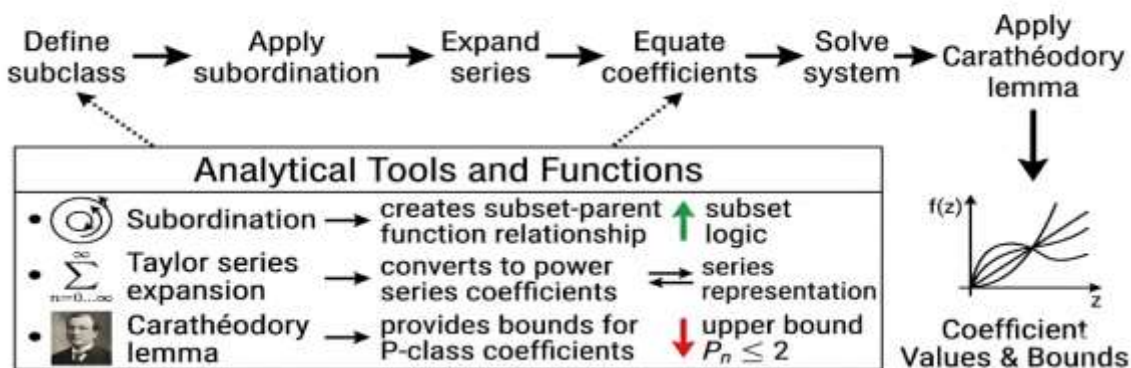 Define subclass
Apply subordination
Expand series
Equate coefficients
Solve system
Apply Carathéodory lemma
Analytical Tools and Functions
• Subordination
creates subset-parent function relationship
subset logic
• ∞ ∑ n=0...∞ Taylor series expansion
converts to power series coefficients
series representation
• Carathéodory lemma
provides bounds for P-class coefficients
upper bound Pn ≤ 2
f(z)
z
Coefficient Values & Bounds